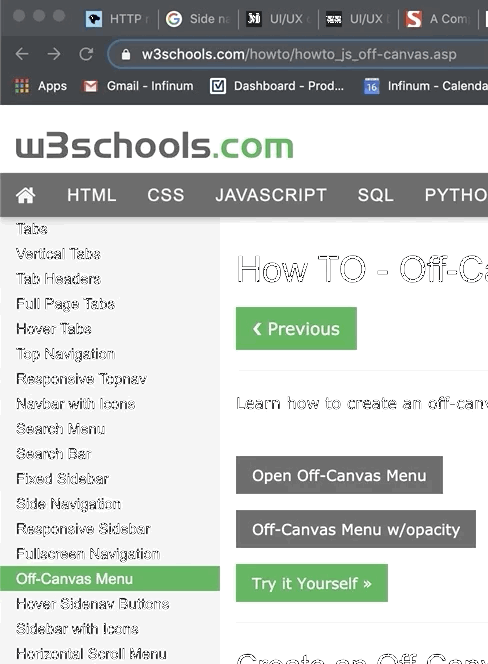 HTTP r
Side na
UI/UX
UI/UX
A Com
w3schools.com/howto/howto_js_off-canvas.asp
Apps Gmail - Infinum Dashboard - Prod... 16 Infinum - Calenda
w3schools.com
HTML CSS JAVASCRIPT SQL PYTHO
Tabs
Vertical Tabs
Tab Headers
Full Page Tabs
Hover Tabs
Top Navigation
Responsive Topnav
Navbar with Icons
Search Menu
Search Bar
Fixed Sidebar
Side Navigation
Responsive Sidebar
Fullscreen Navigation
Off-Canvas Menu
Hover Sidenav Buttons
Sidebar with Icons
Horizontal Scroll Menu
How TO - Off-Ca
❮ Previous
Learn how to create an off-canv
Open Off-Canvas Menu
Off-Canvas Menu w/opacity
Try it Yourself »
Create an Off-Canv